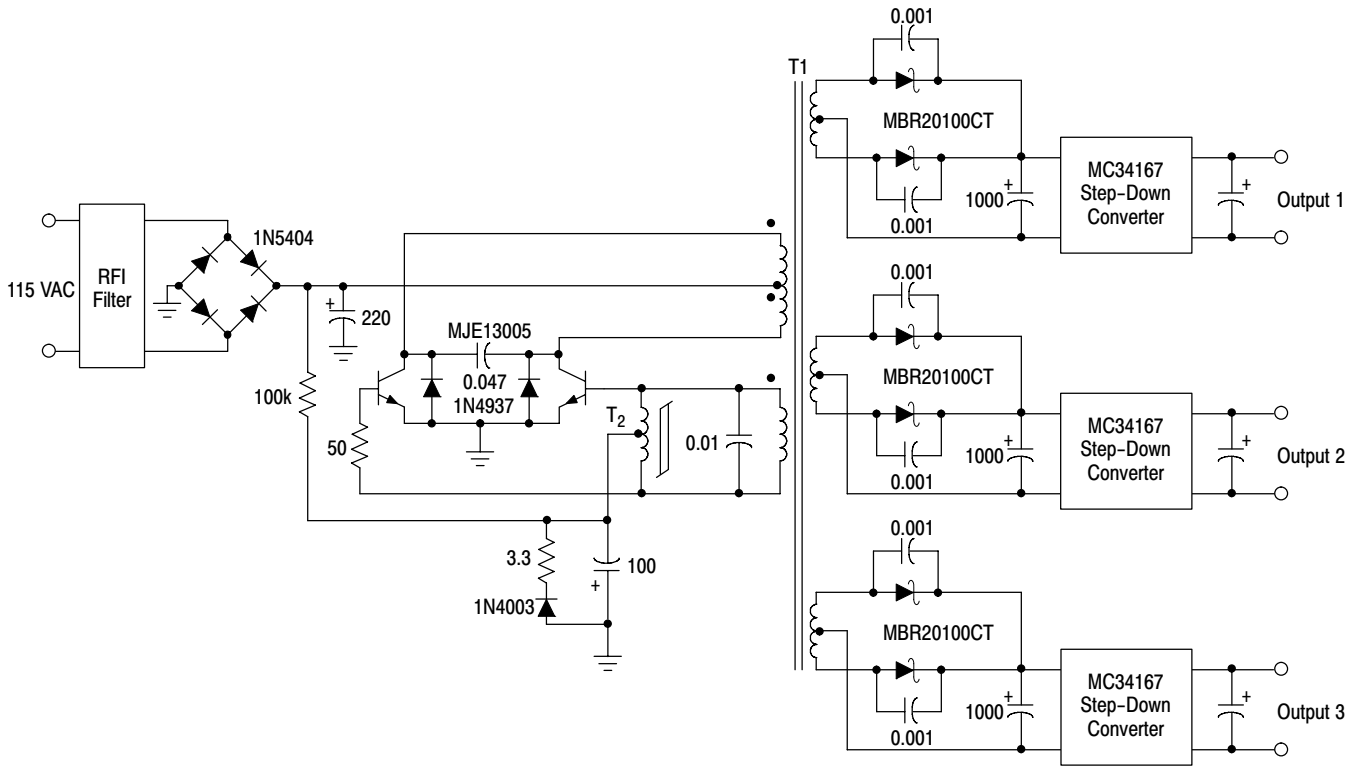 115 VAC
RFI
Filter
1N5404
+
220
100k
MJE13005
0.047
1N4937
50
T2
0.01
3.3
1N4003
100
+
T1
0.001
MBR20100CT
0.001
1000
+
MC34167
Step-Down
Converter
+
Output 1
0.001
MBR20100CT
0.001
1000
+
MC34167
Step-Down
Converter
+
Output 2
0.001
MBR20100CT
0.001
1000
+
MC34167
Step-Down
Converter
+
Output 3